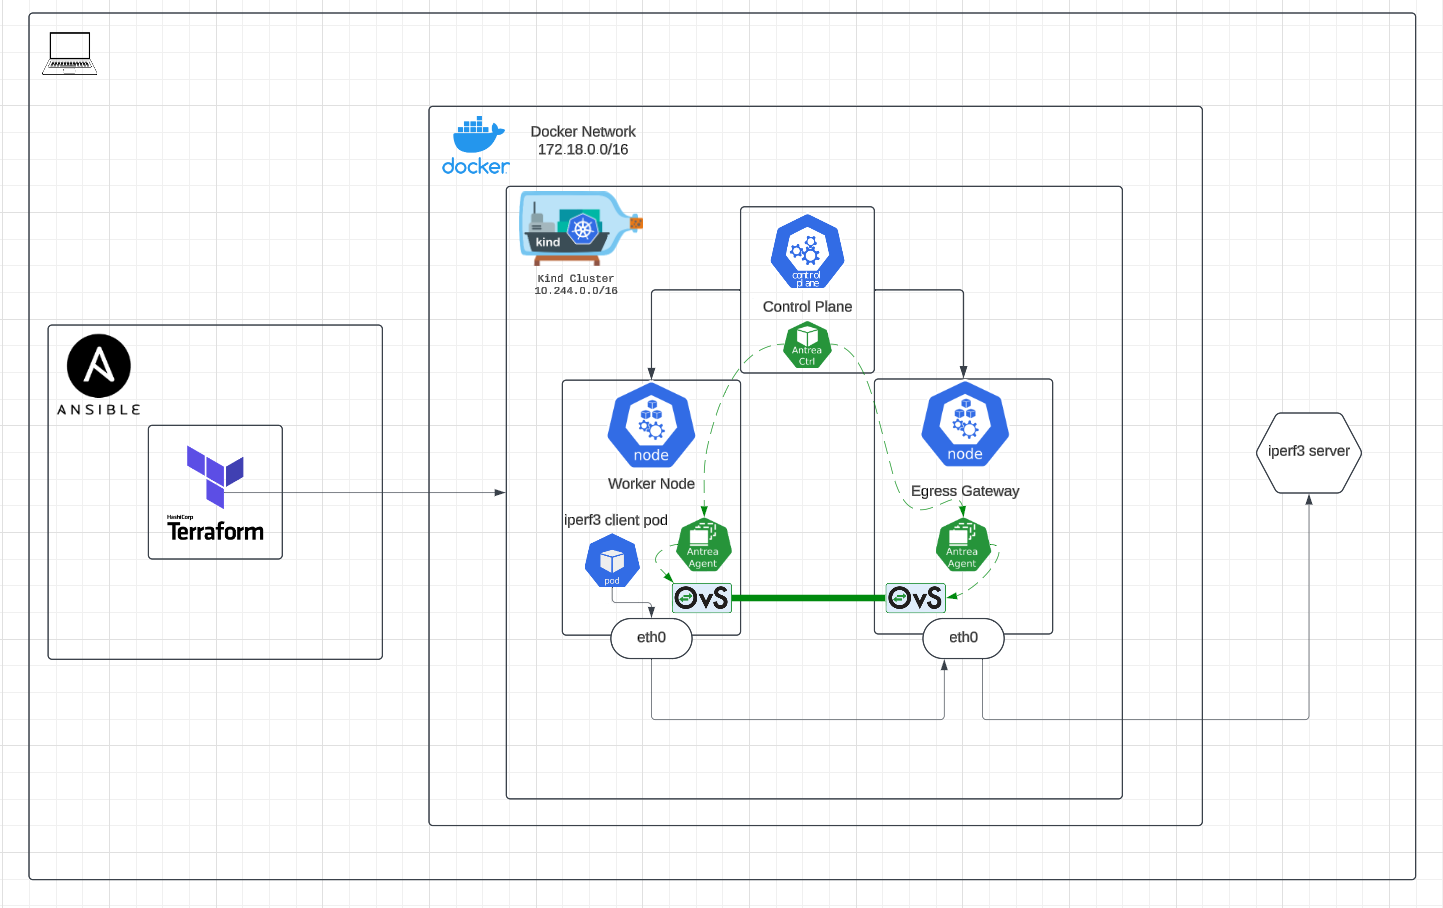 docker
Docker Network
172.18.0.0/16
kind
Kind Cluster
10.244.0.0/16
control
plane
Control Plane
Antrea
Ctrl
A
ANSIBLE
HashiCorp
Terraform
node
Worker Node
iperf3 client pod
pod
Antrea
Agent
OvS
eth0
node
Egress Gateway
Antrea
Agent
OvS
eth0
iperf3 server